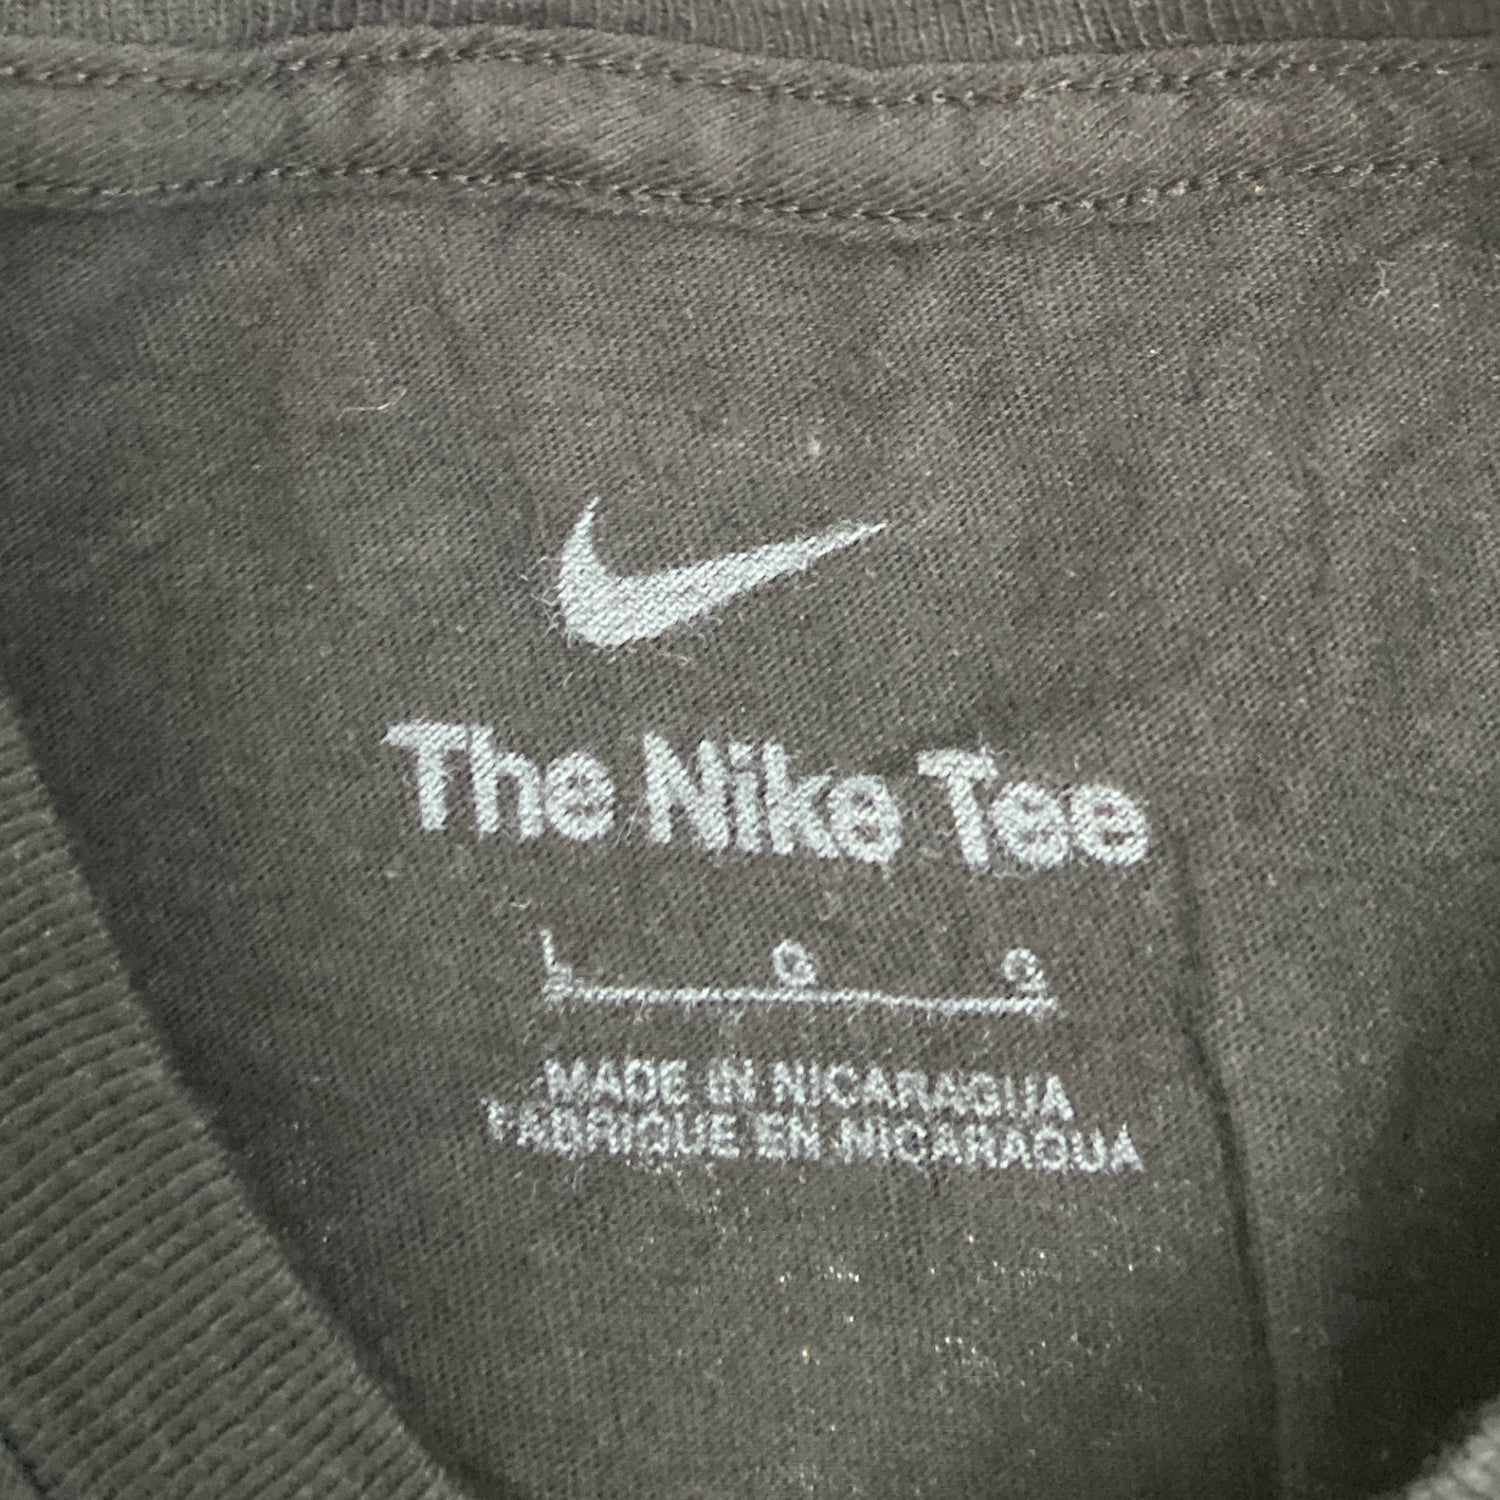 The Nike Tee
L G G
MADE IN NICARAGUA
FABRIQUE EN NICARAGUA